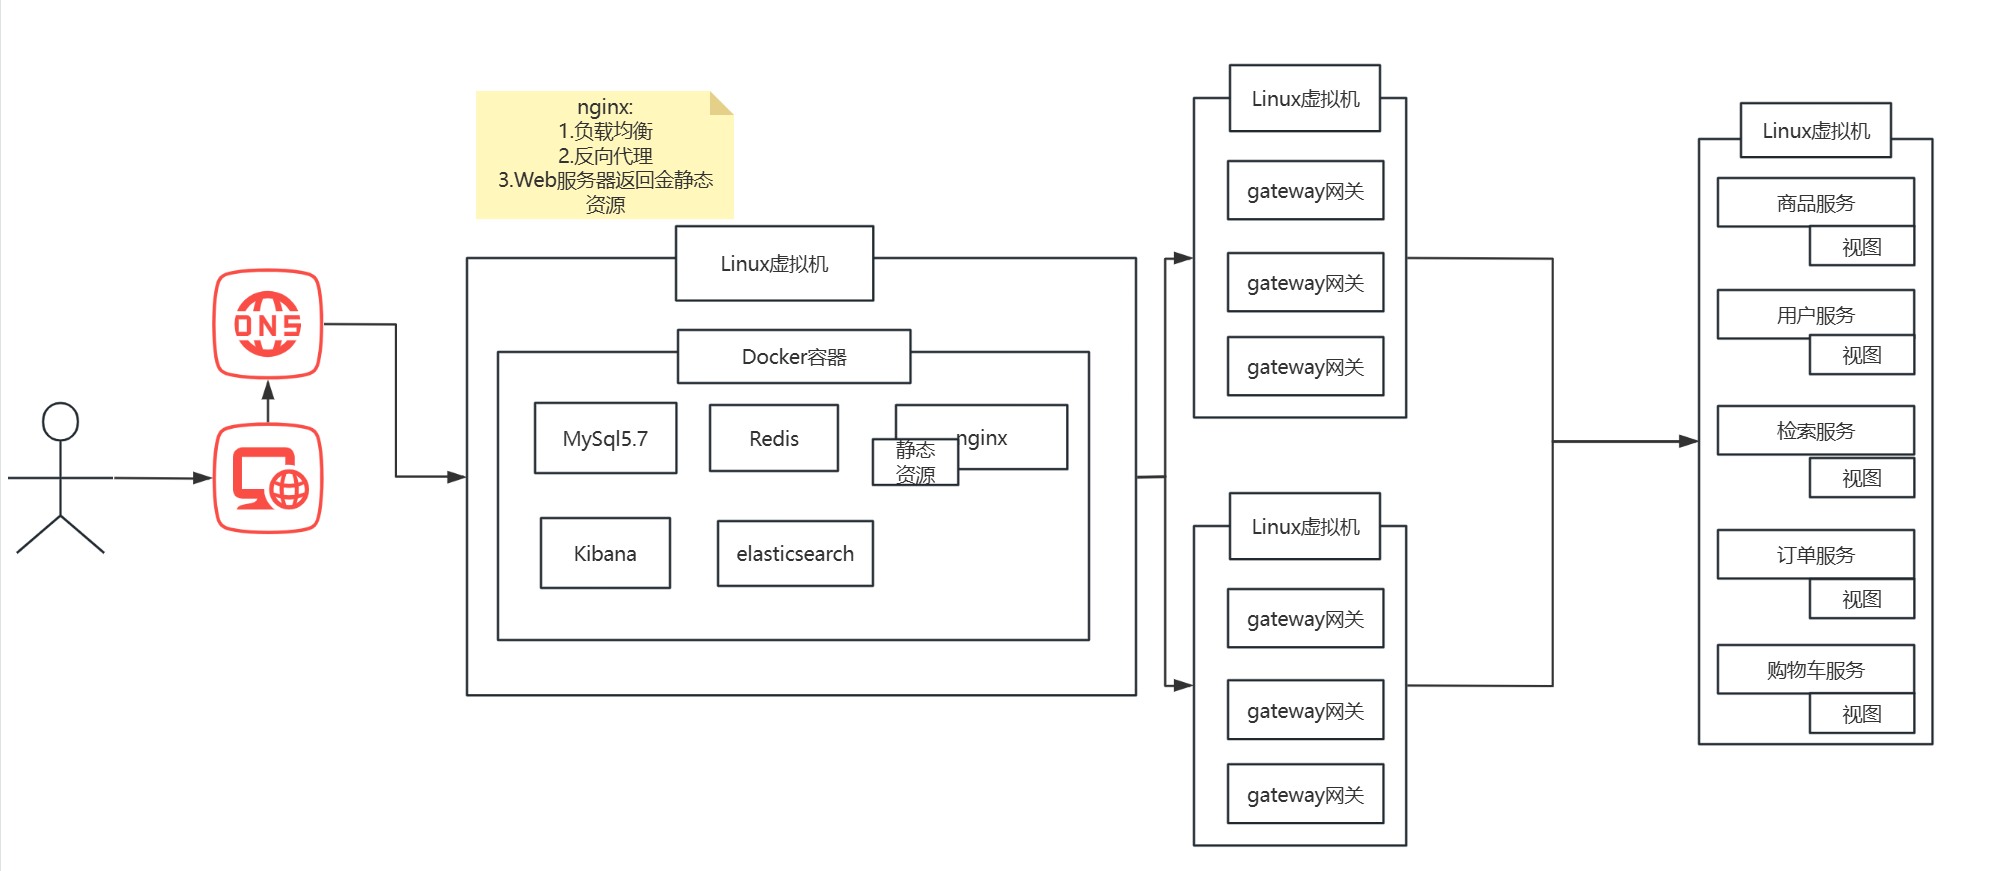 nginx:
1.负载均衡
2.反向代理
3.Web服务器返回金静态
资源
Linux虚拟机
Docker容器
MySql5.7
Redis
nginx
静态
资源
Kibana
elasticsearch
DNS
Linux虚拟机
gateway网关
gateway网关
gateway网关
Linux虚拟机
gateway网关
gateway网关
gateway网关
Linux虚拟机
商品服务
视图
用户服务
视图
检索服务
视图
订单服务
视图
购物车服务
视图